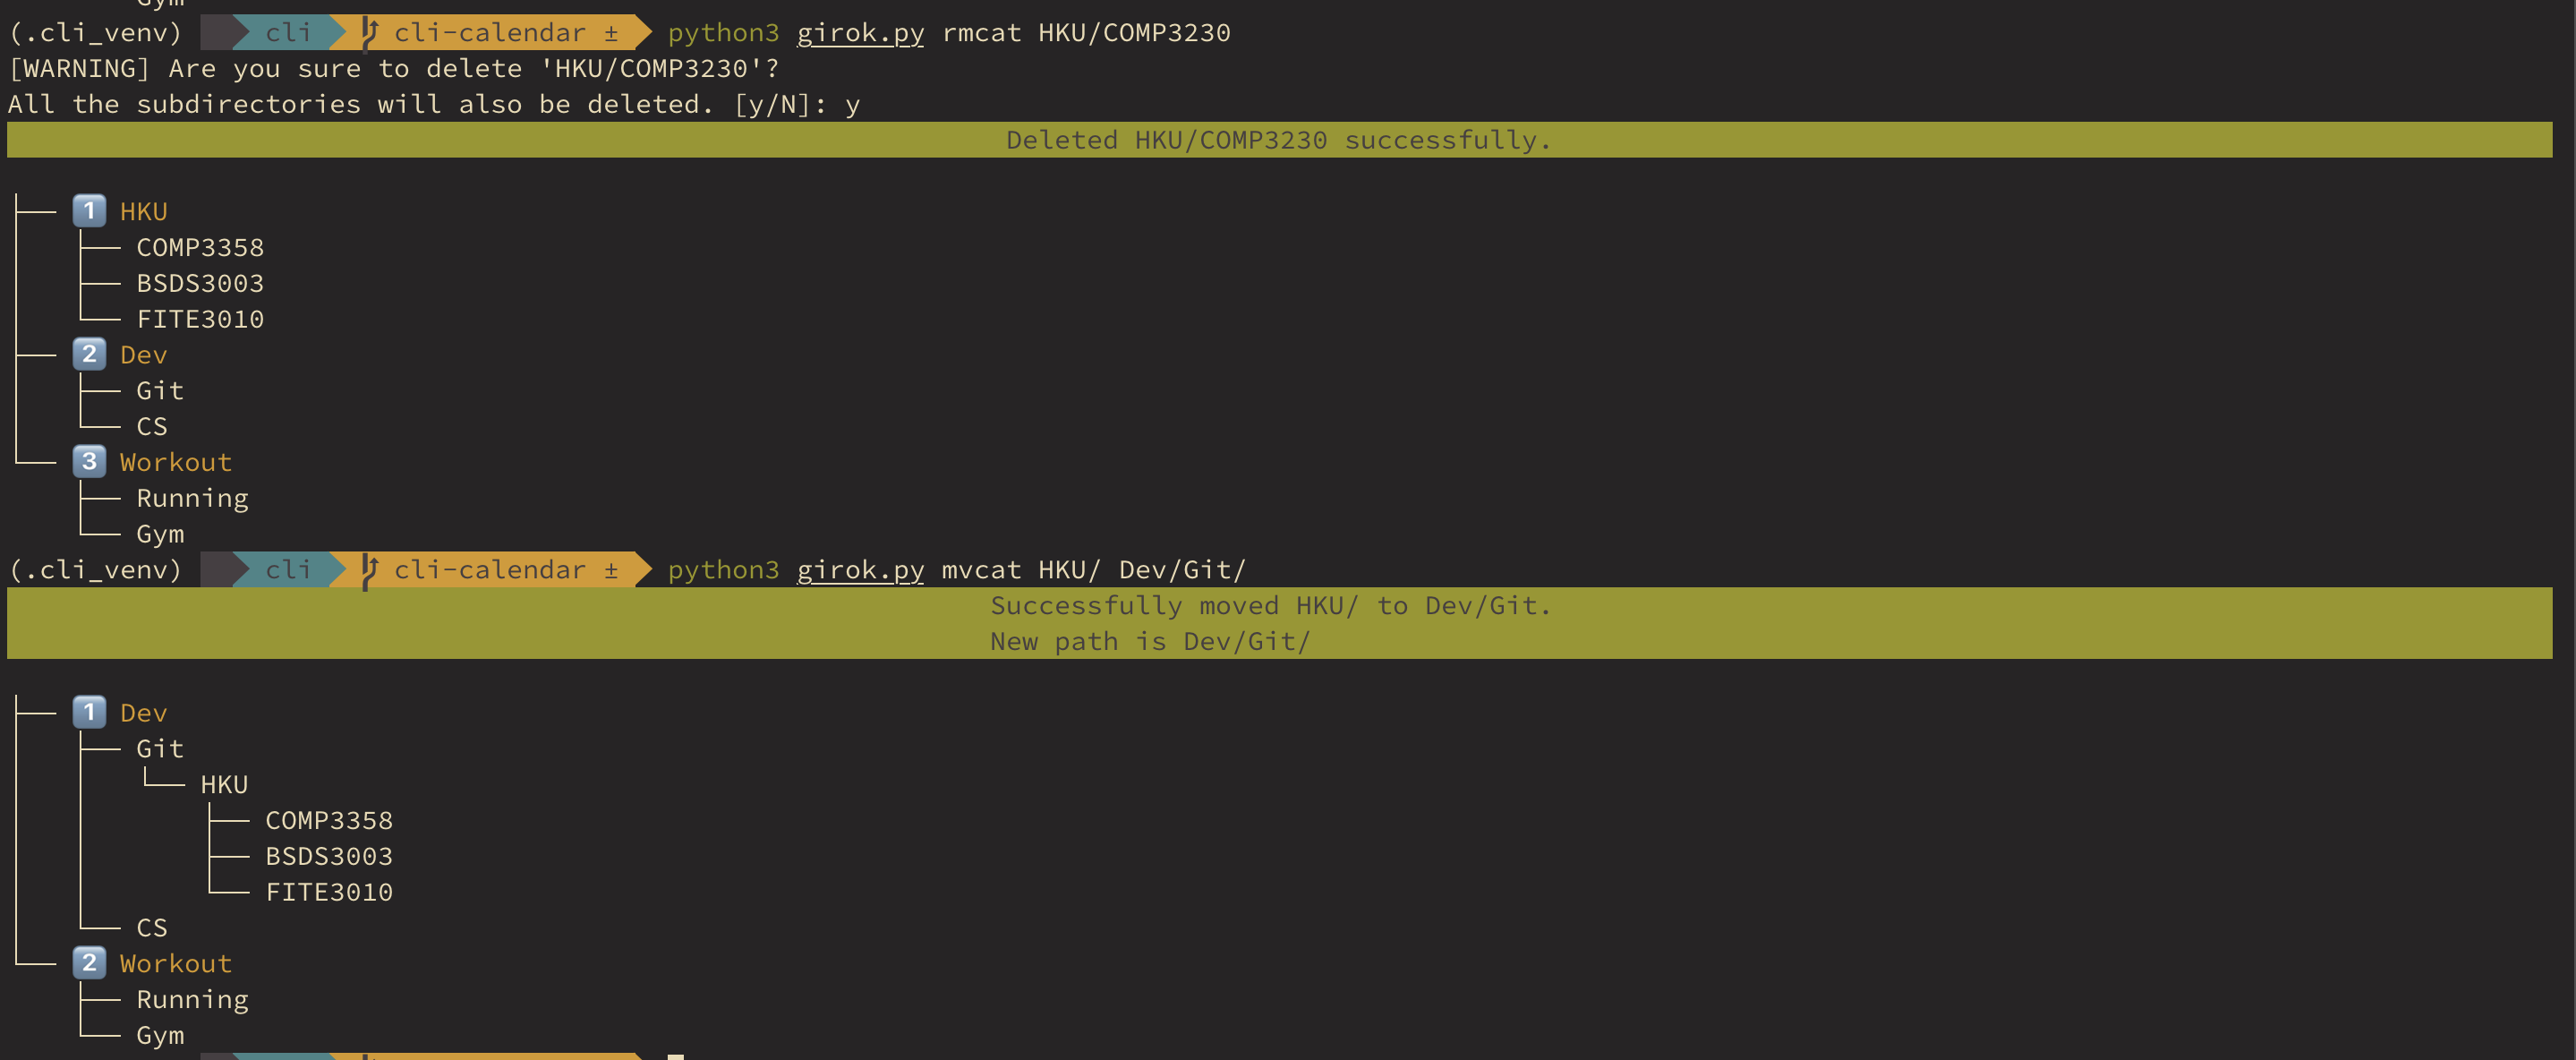 Gym
(.cli_venv) cli cli-calendar ± python3 girok.py rmcat HKU/COMP3230
[WARNING] Are you sure to delete 'HKU/COMP3230'?
All the subdirectories will also be deleted. [y/N]: y
Deleted HKU/COMP3230 successfully.
1 HKU
COMP3358
BSDS3003
FITE3010
2 Dev
Git
CS
3 Workout
Running
Gym
(.cli_venv) cli cli-calendar ± python3 girok.py mvcat HKU/ Dev/Git/
Successfully moved HKU/ to Dev/Git.
New path is Dev/Git/
1 Dev
Git
HKU
COMP3358
BSDS3003
FITE3010
CS
2 Workout
Running
Gym